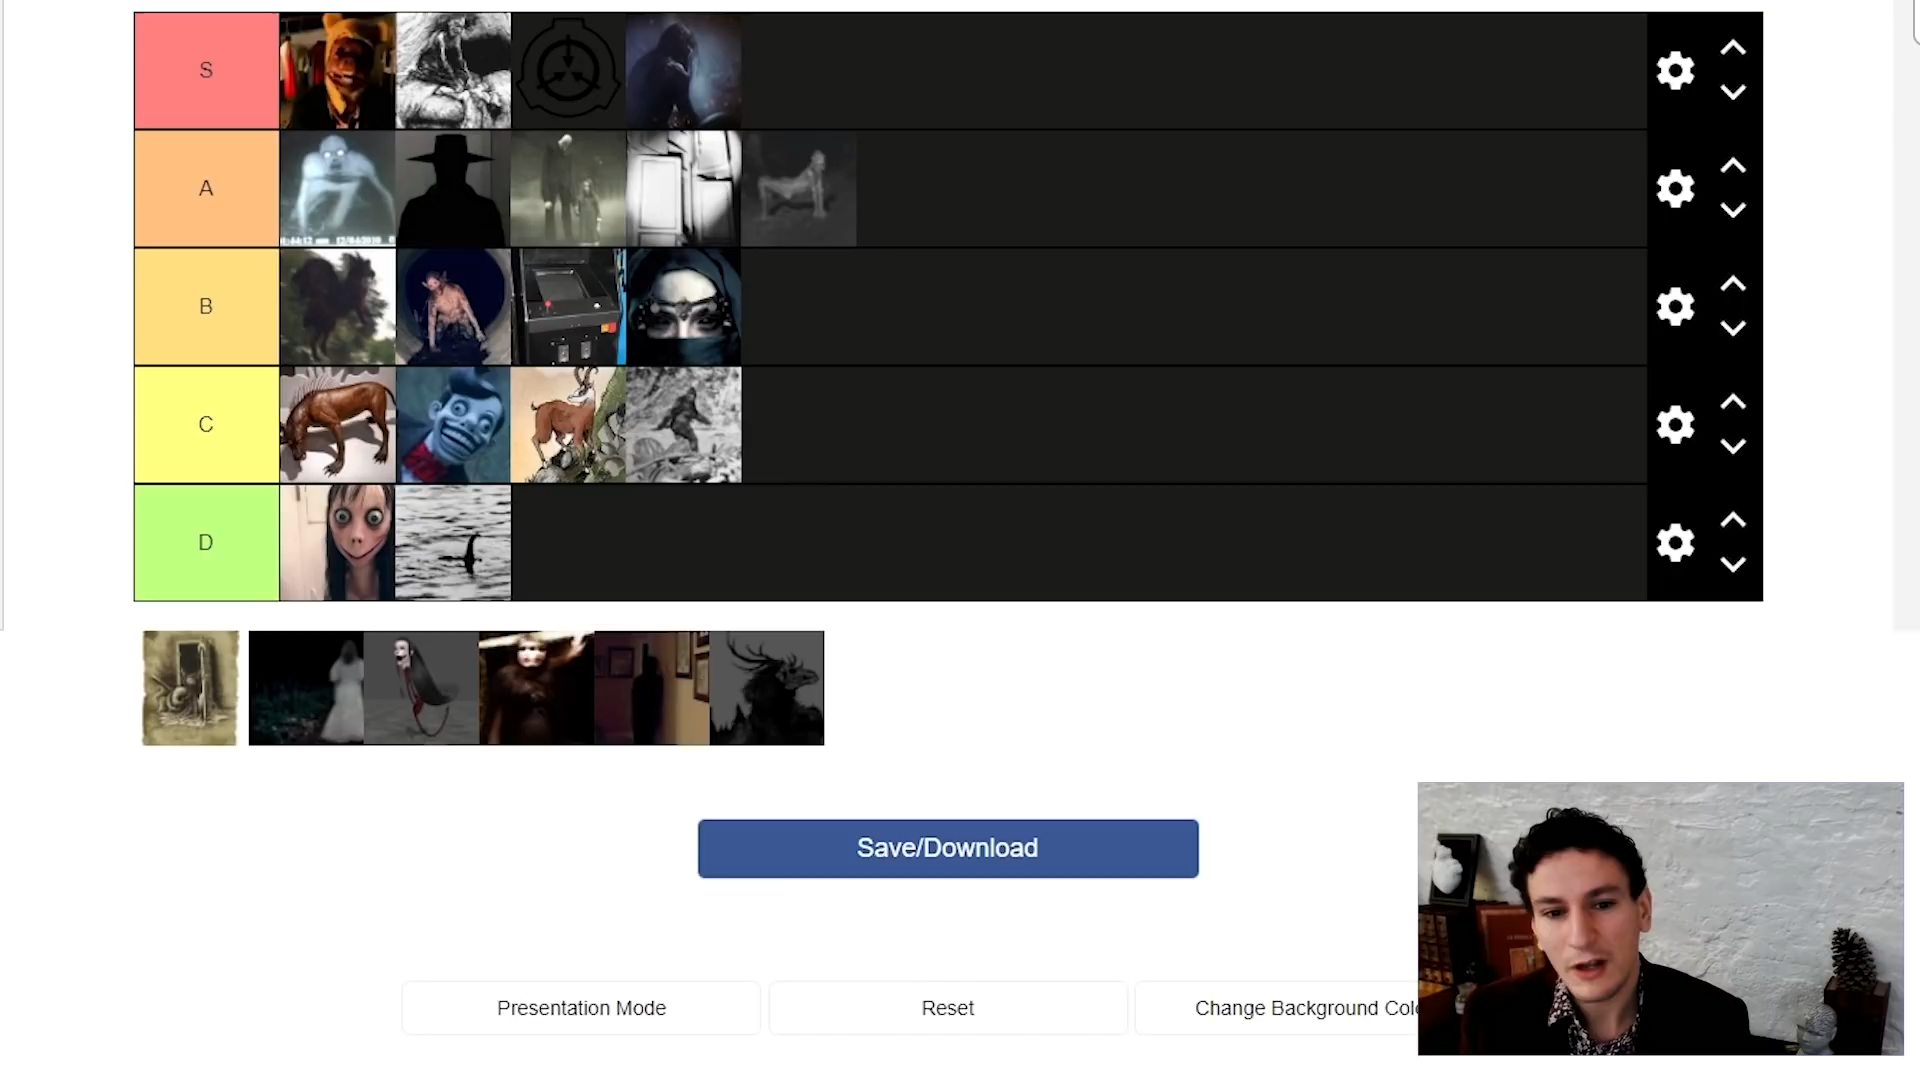 S
A
B
C
D
Save/Download
Presentation Mode
Reset
Change Background Col